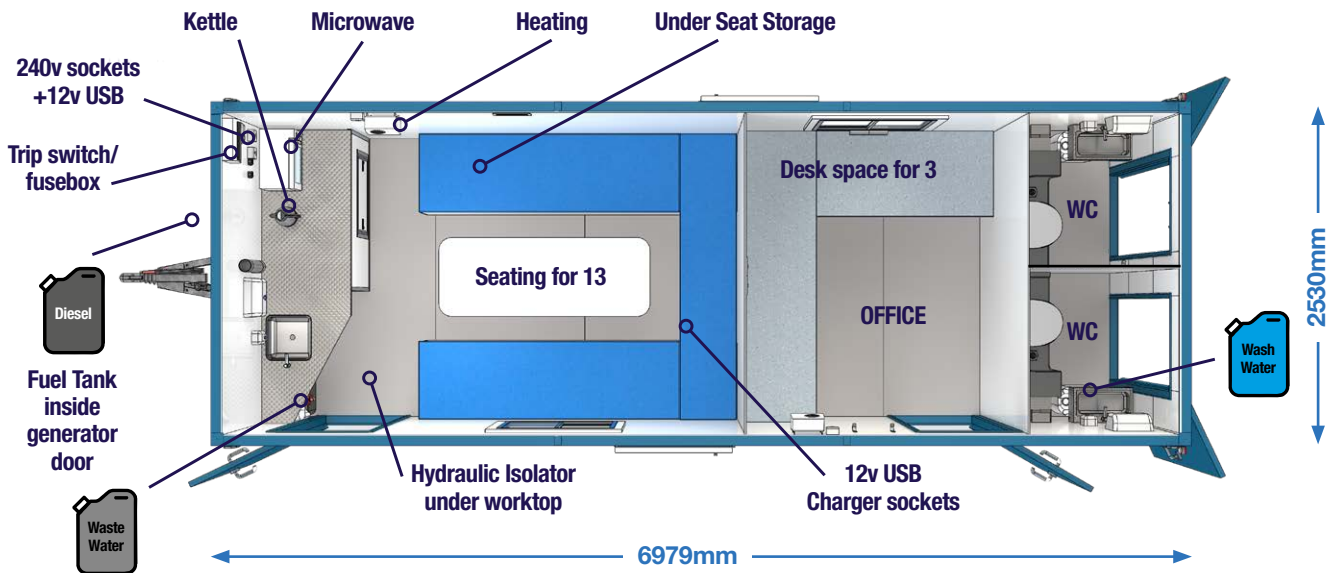 Kettle
Microwave
Heating
Under Seat Storage
240v sockets
+12v USB
Trip switch/
fusebox
Desk space for 3
WC
Seating for 13
OFFICE
WC
2530mm
Diesel
Fuel Tank
inside
generator
door
Wash
Water
Hydraulic Isolator
under worktop
12v USB
Charger sockets
Waste
Water
6979mm